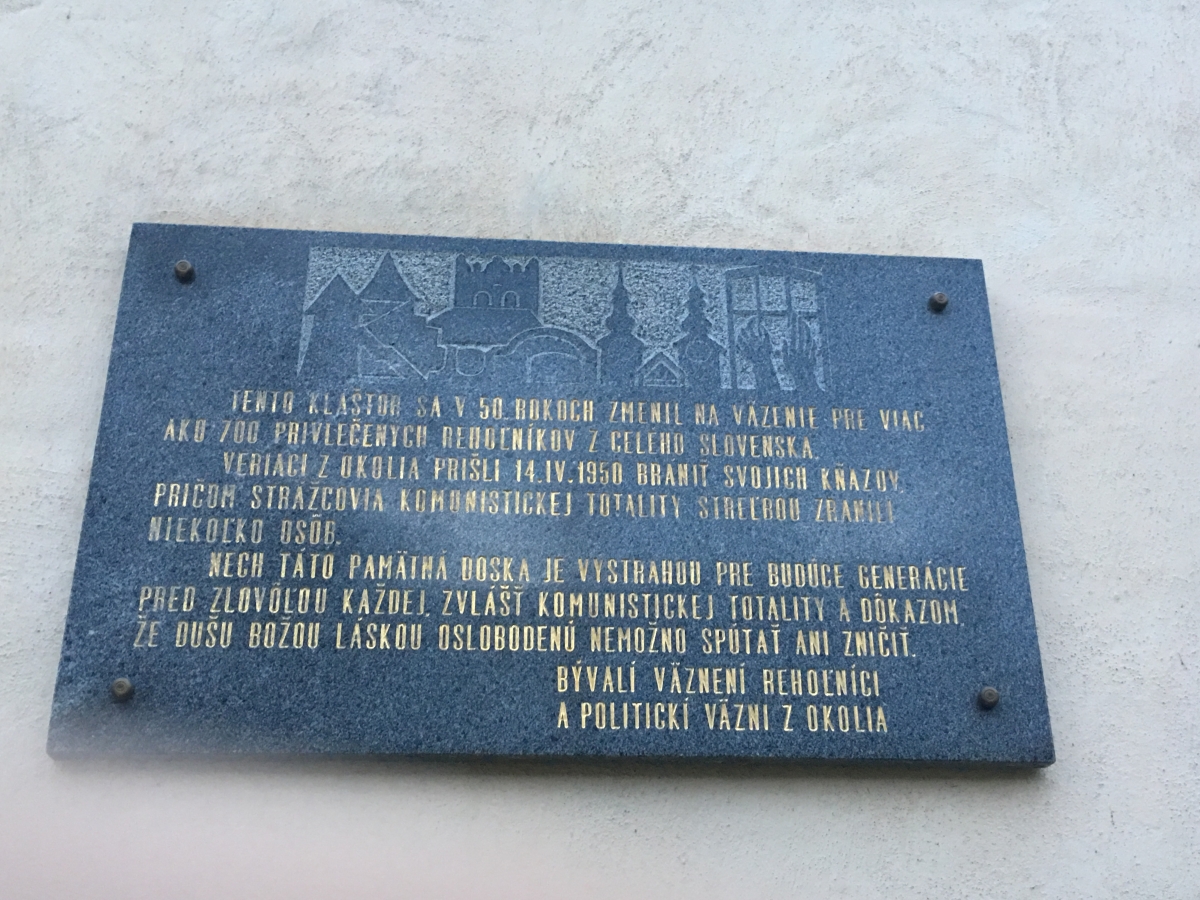 TENTO KLÁŠTOR SA V 50. ROKOCH ZMENIL NA VÄZENIE PRE VIAC
AKO 700 PRIVLEČENÝCH REHOĽNÍKOV Z CELÉHO SLOVENSKA.
VERIACI Z OKOLIA PRIŠLI 14.IV.1950 BRÁNIŤ SVOJICH KŇAZOV,
PRIČOM STRÁŽCOVIA KOMUNISTICKEJ TOTALITY STREĽBOU ZRANILI
NIEKOĽKO OSÔB.
NECH TÁTO PAMÄTNÁ DOSKA JE VÝSTRAHOU PRE BUDÚCE GENERÁCIE
PRED ZLOVÔĽOU KAŽDEJ, ZVLÁŠŤ KOMUNISTICKEJ TOTALITY A DÔKAZOM,
ŽE DUŠU BOŽOU LÁSKOU OSLOBODENÚ NEMOŽNO SPÚTAŤ ANI ZNIČIŤ.
BÝVALÍ VÄZNENÍ REHOĽNÍCI
A POLITICKÍ VÄZNI Z OKOLIA